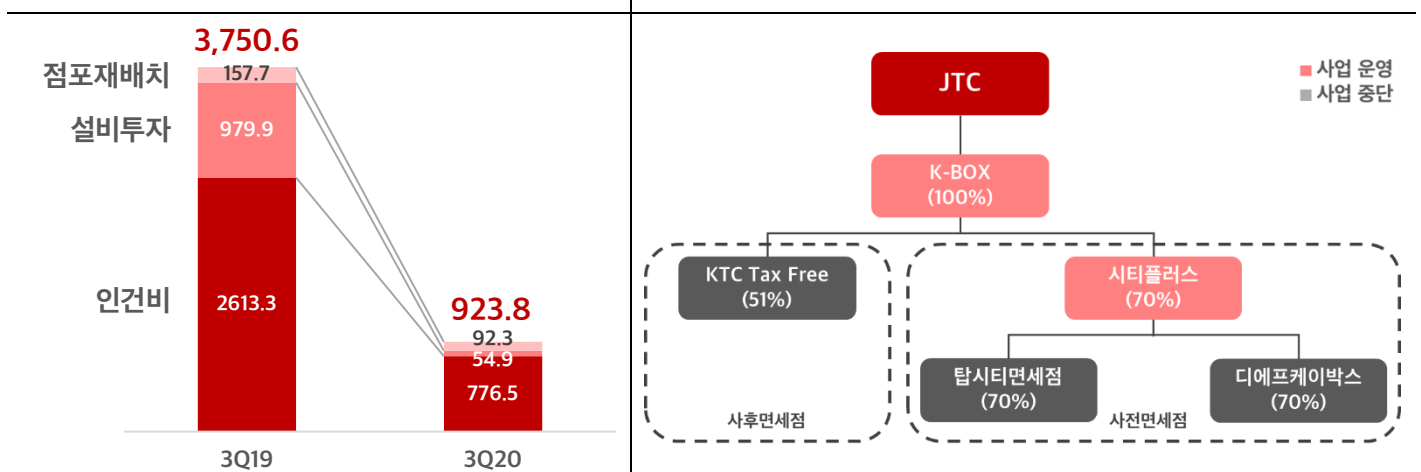 3,750.6
점포재배치
157.7
설비투자
979.9
인건비
2613.3
923.8
92.3
54.9
776.5
3Q19
3Q20
JTC
사업 운영
사업 중단
K-BOX
(100%)
KTC Tax Free
(51%)
시티플러스
(70%)
탑시티면세점
(70%)
디에프케이박스
(70%)
사후면세점
사전면세점